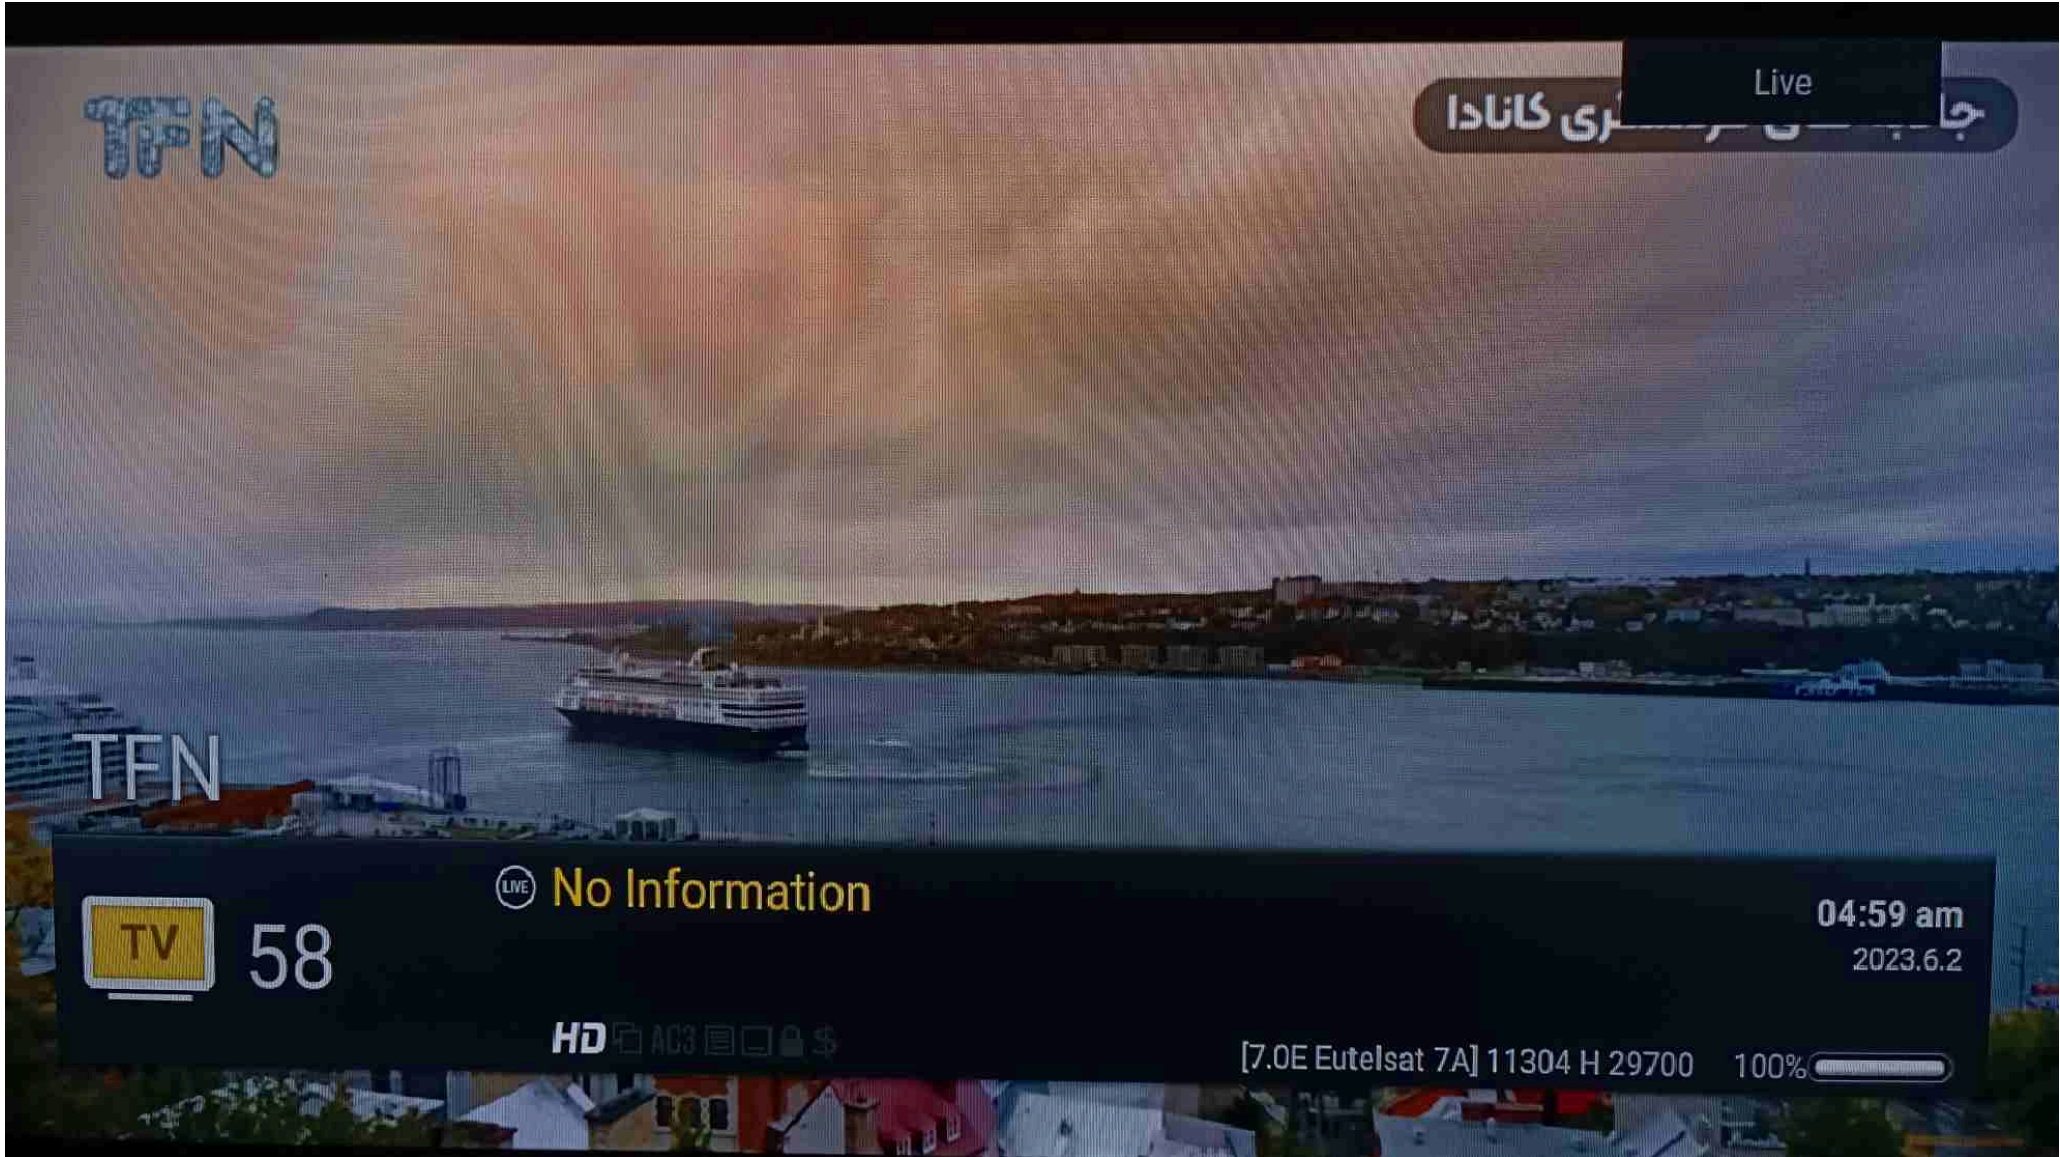 TFN
Live
کانادا
TFN
TV
58
LIVE No Information
04:59 am
2023.6.2
HD AC3 $
[7.0E Eutelsat 7A] 11304 H 29700 100%